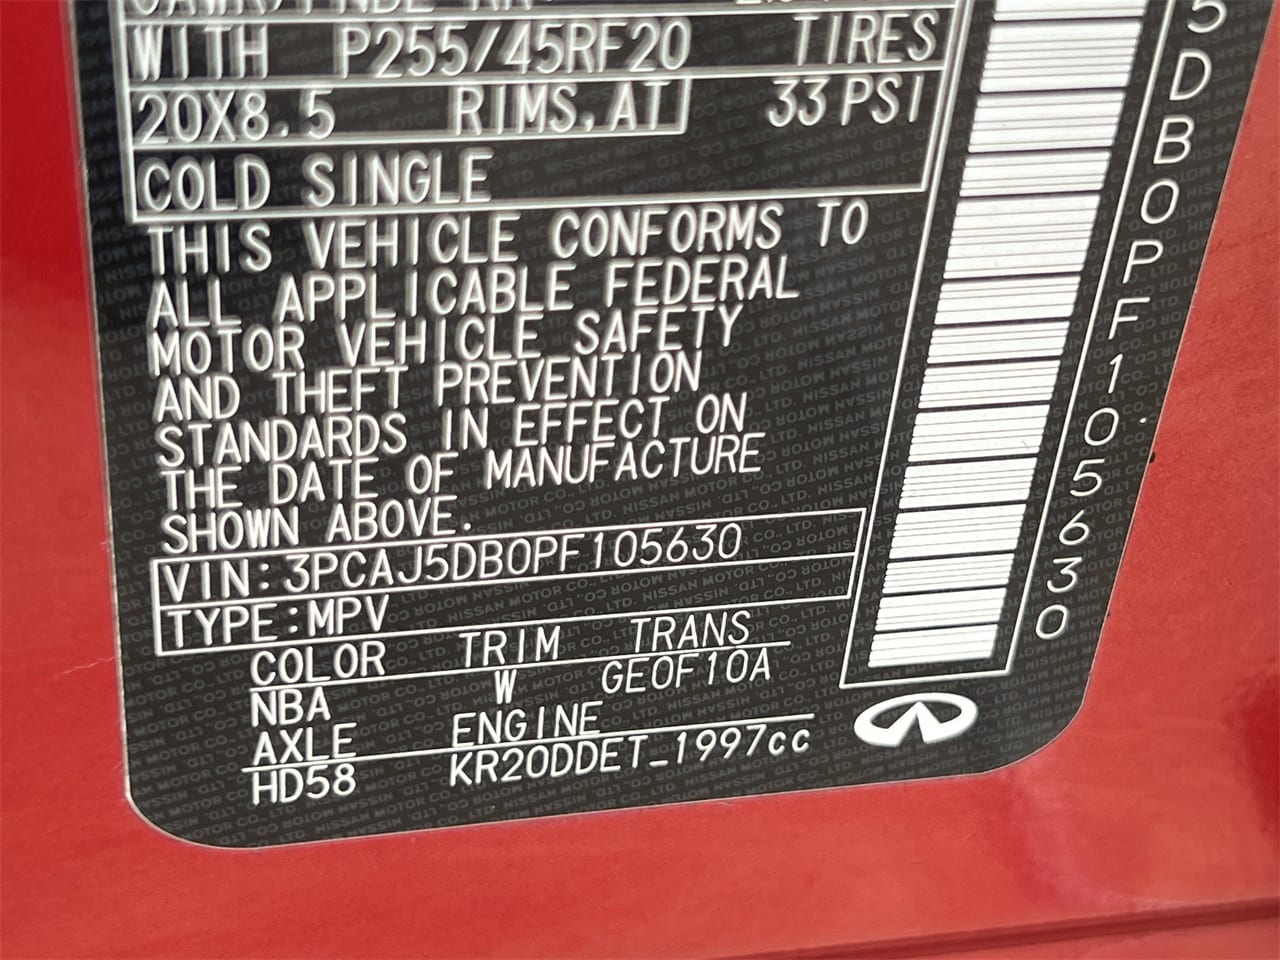 WITH P255/45RF20 TIRES
20X8.5 RIMS,AT 33 PSI
COLD SINGLE
THIS VEHICLE CONFORMS TO
ALL APPLICABLE FEDERAL
MOTOR VEHICLE SAFETY
AND THEFT PREVENTION
STANDARDS IN EFFECT ON
THE DATE OF MANUFACTURE
SHOWN ABOVE.
VIN:3PCAJ5DB0PF105630
TYPE:MPV
COLOR TRIM TRANS
NBA W GE0F10A
AXLE ENGINE
HD58 KR20DDET_1997cc
5DB0PF105630